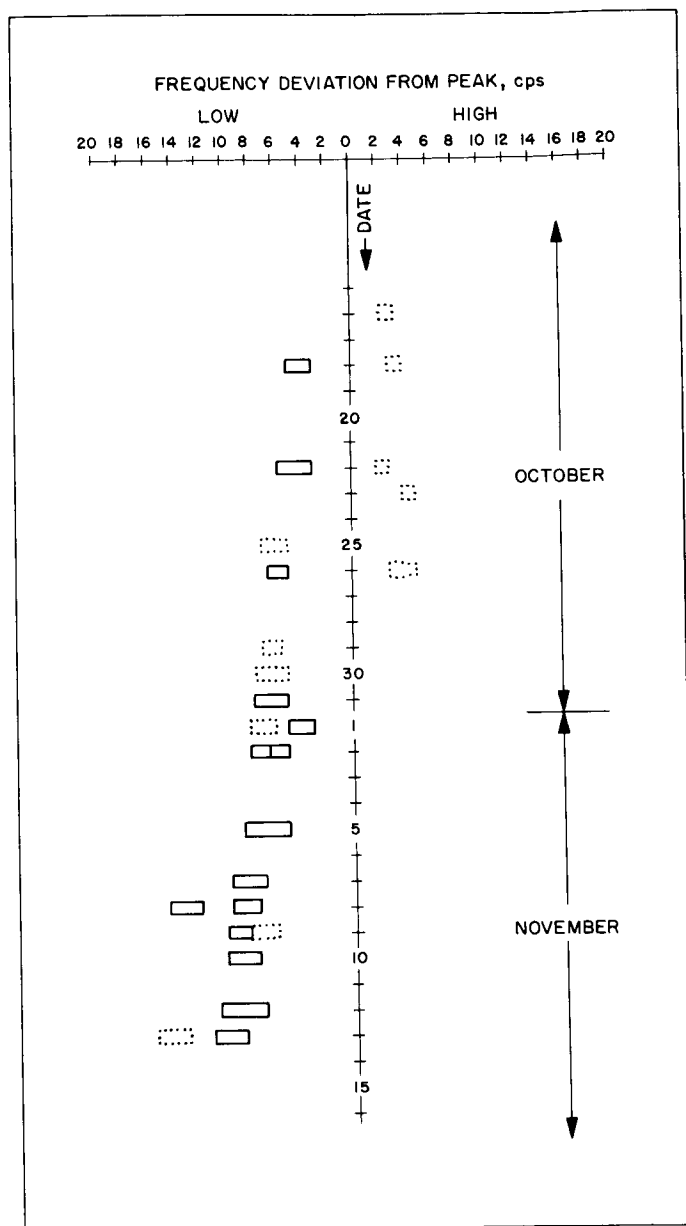 FREQUENCY DEVIATION FROM PEAK, cps
LOW HIGH
20 16 14 12 10 8 6 4 2 0 2 4 6 8 10 12 14 16 18 20
DATE
20
25
OCTOBER
30
1
5
NOVEMBER
10
15